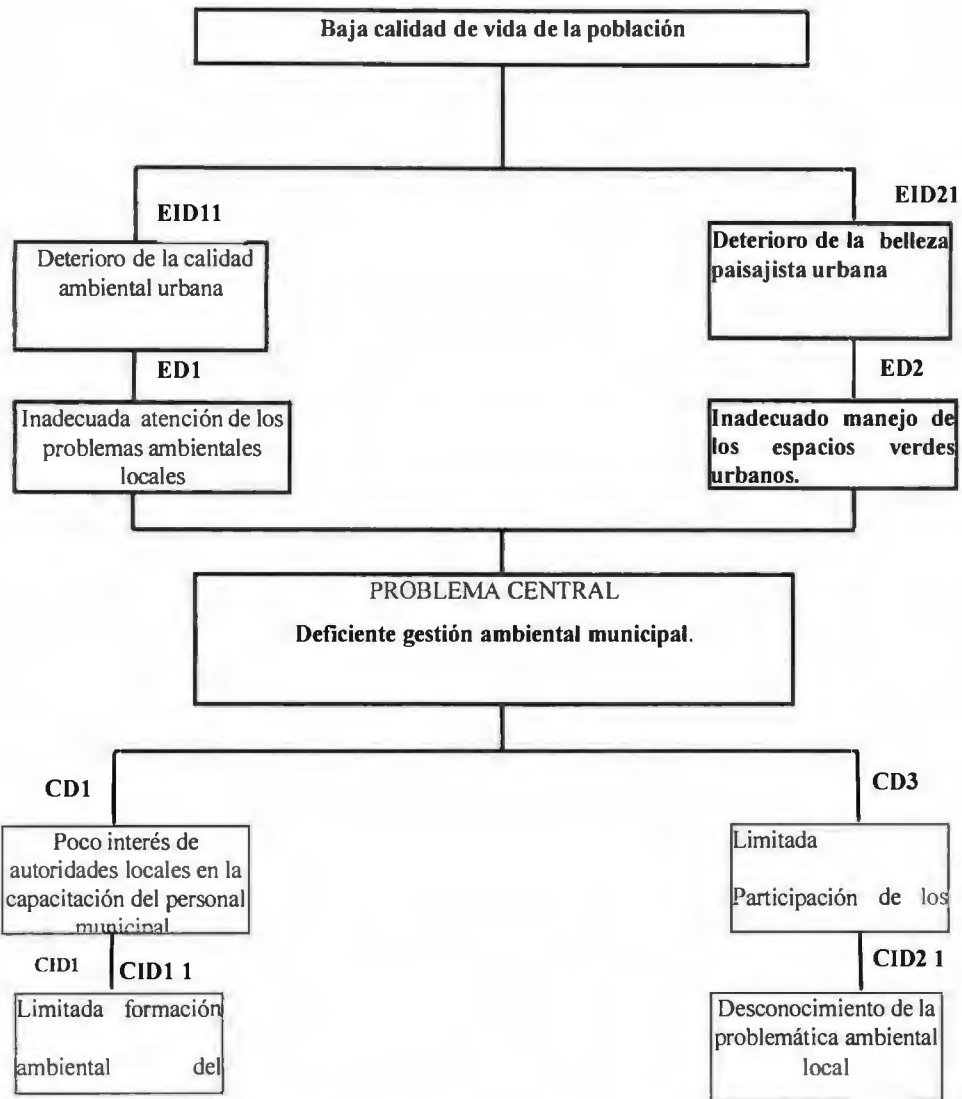 Baja calidad de vida de la población
EID11
EID21
Deterioro de la calidad
ambiental urbana
Deterioro de la belleza
paisajista urbana
ED1
ED2
Inadecuada atención de los
problemas ambientales
locales
Inadecuado manejo de
los espacios verdes
urbanos.
PROBLEMA CENTRAL
Deficiente gestión ambiental municipal.
CD1
CD3
Poco interés de
autoridades locales en la
capacitación del personal
municipal
Limitada
Participación de los
CID1
CID1 1
CID2 1
Limitada formación
ambiental del
Desconocimiento de la
problemática ambiental
local